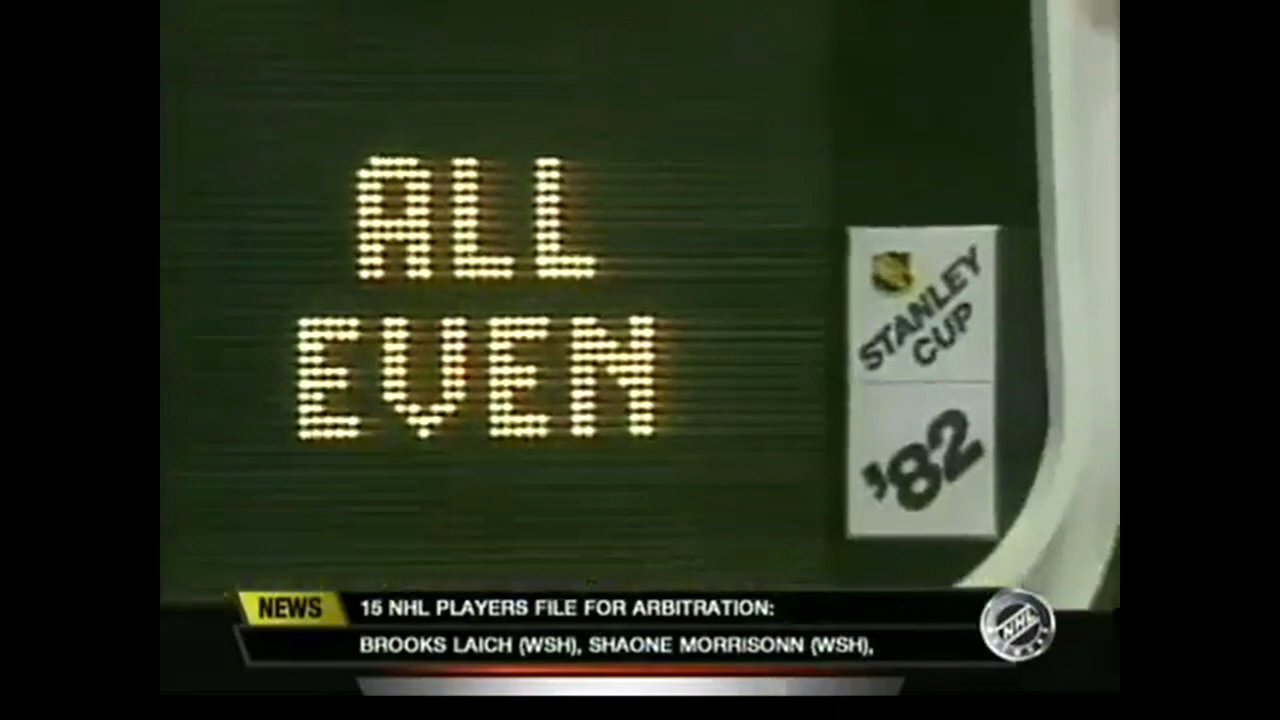 ALL
EVEN
STANLEY
CUP
'82
NEWS
15 NHL PLAYERS FILE FOR ARBITRATION:
BROOKS LAICH (WSH), SHAONE MORRISONN (WSH),
NHL